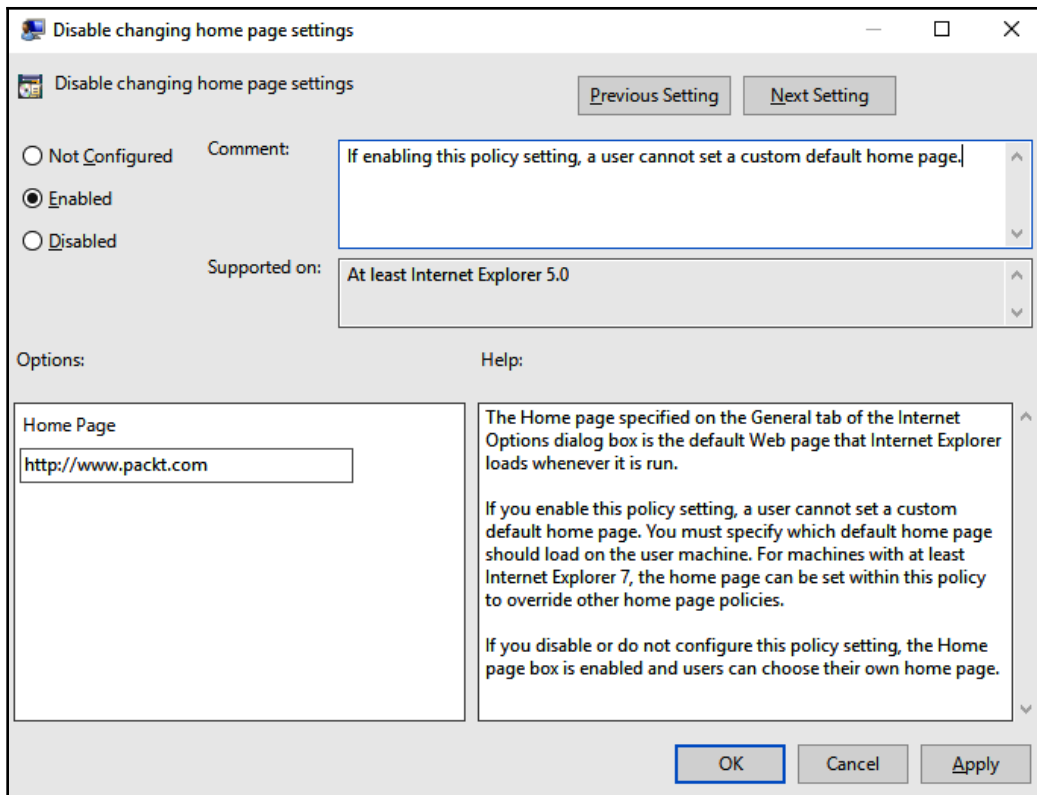 Disable changing home page settings
Disable changing home page settings
Previous Setting
Next Setting
Not Configured
Enabled
Disabled
Comment:
If enabling this policy setting, a user cannot set a custom default home page.
Supported on:
At least Internet Explorer 5.0
Options:
Help:
Home Page
http://www.packt.com
The Home page specified on the General tab of the Internet
Options dialog box is the default Web page that Internet Explorer
loads whenever it is run.
If you enable this policy setting, a user cannot set a custom
default home page. You must specify which default home page
should load on the user machine. For machines with at least
Internet Explorer 7, the home page can be set within this policy
to override other home page policies.
If you disable or do not configure this policy setting, the Home
page box is enabled and users can choose their own home page.
OK
Cancel
Apply